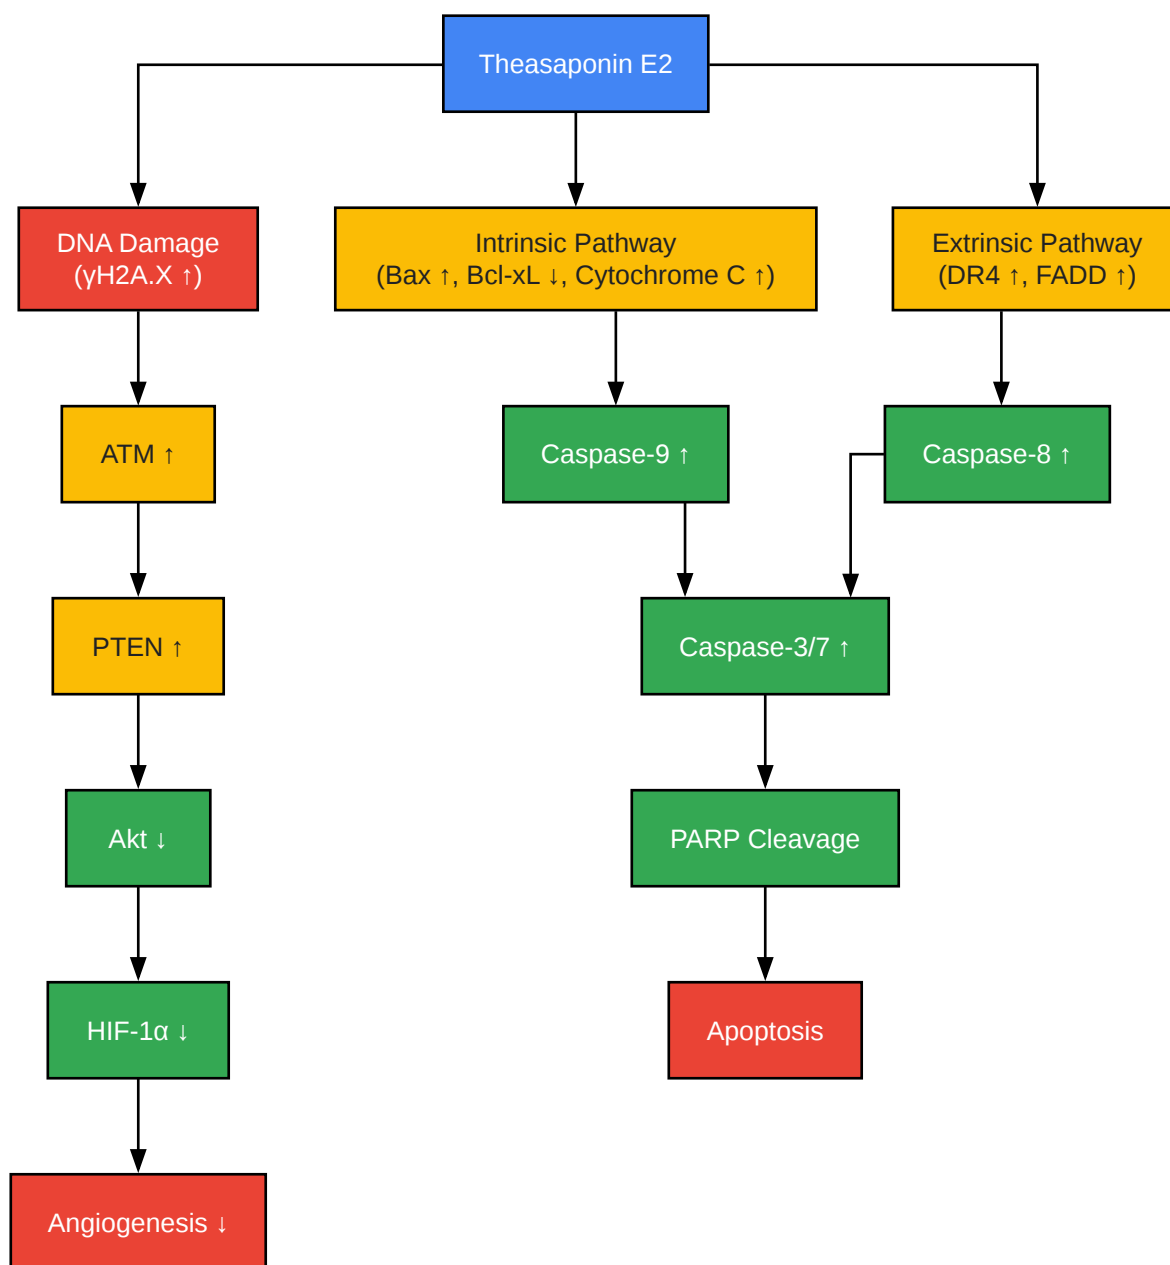 Theasaponin E2
DNA Damage
(γH2A.X ↑)
Intrinsic Pathway
(Bax ↑, Bcl-xL ↓, Cytochrome C ↑)
Extrinsic Pathway
(DR4 ↑, FADD ↑)
ATM ↑
Caspase-9 ↑
Caspase-8 ↑
PTEN ↑
Caspase-3/7 ↑
Akt ↓
PARP Cleavage
HIF-1α ↓
Apoptosis
Angiogenesis ↓